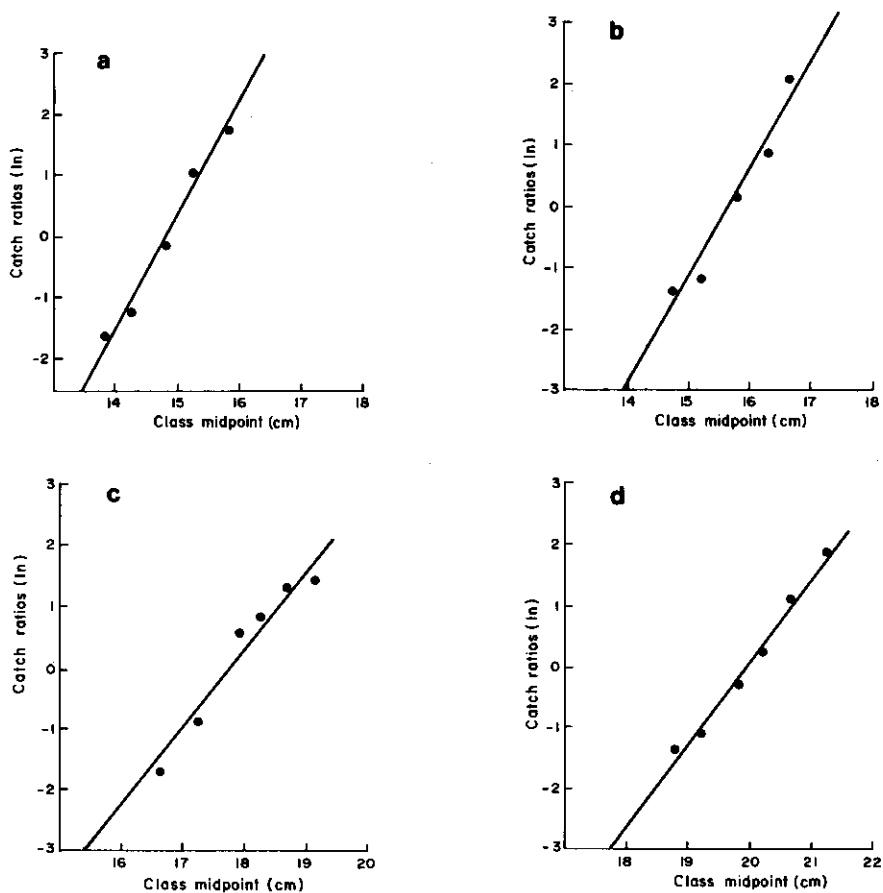 a
3
2
1
0
-1
-2
Catch ratios (ln)
13 14 15 16 17 18
Class midpoint (cm)
b
3
2
1
0
-1
-2
-3
Catch ratios (ln)
14 15 16 17 18
Class midpoint (cm)
c
3
2
1
0
-1
-2
-3
Catch ratios (ln)
16 17 18 19 20
Class midpoint (cm)
d
3
2
1
0
-1
-2
-3
Catch ratios (ln)
18 19 20 21 22
Class midpoint (cm)